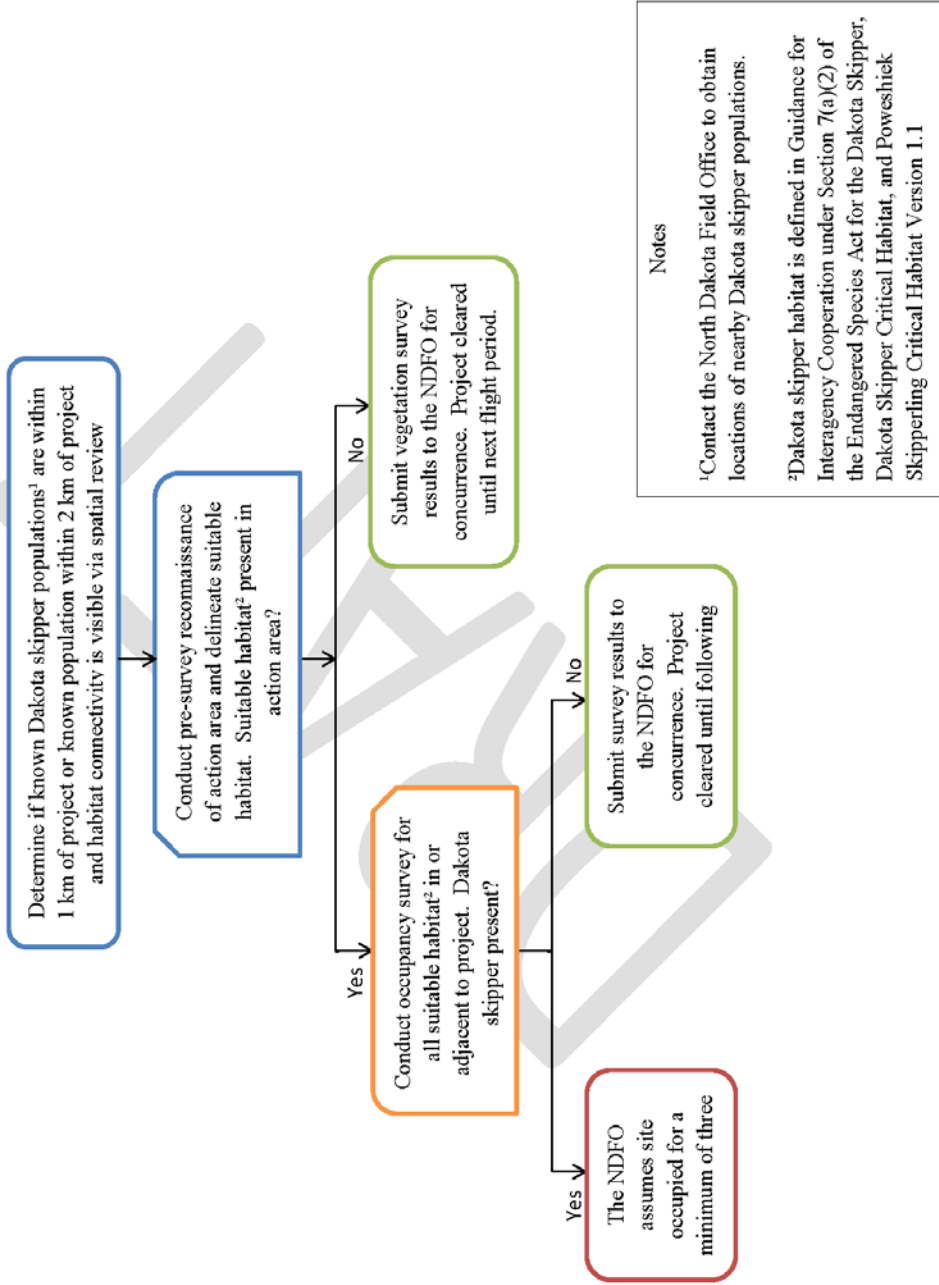 Determine if known Dakota skipper populations¹ are within
1 km of project or known population within 2 km of project
and habitat connectivity is visible via spatial review
Conduct pre-survey reconnaissance
of action area and delineate suitable
habitat.  Suitable habitat² present in
action area?
Yes
No
Conduct occupancy survey for
all suitable habitat² in or
adjacent to project.  Dakota
skipper present?
Submit vegetation survey
results to the NDFO for
concurrence.  Project cleared
until next flight period.
Yes
No
The NDFO
assumes site
occupied for a
minimum of three
Submit survey results to
the NDFO for
concurrence.  Project
cleared until following
Notes
¹Contact the North Dakota Field Office to obtain
locations of nearby Dakota skipper populations.
²Dakota skipper habitat is defined in Guidance for
Interagency Cooperation under Section 7(a)(2) of
the Endangered Species Act for the Dakota Skipper,
Dakota Skipper Critical Habitat, and Poweshiek
Skipperling Critical Habitat Version 1.1
DRAFT